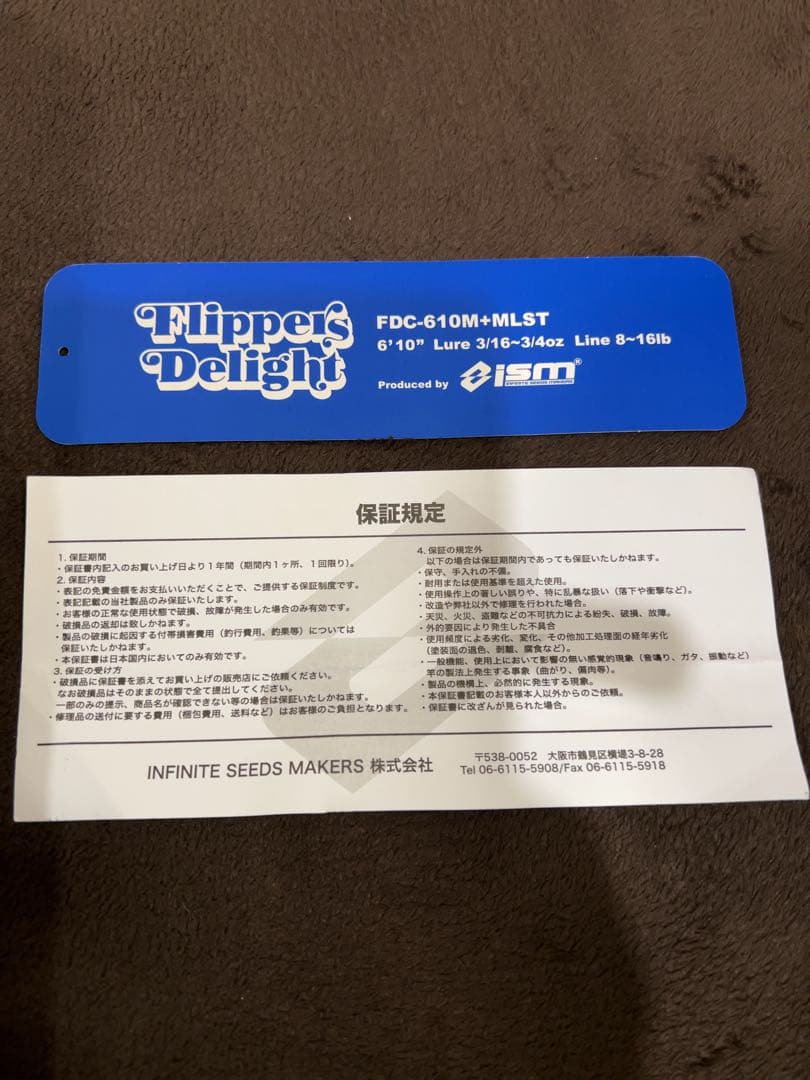 Flippers
Delight
FDC-610M+MLST
6'10" Lure 3/16~3/4oz Line 8~16lb
Produced by ism®
INFINITE SEEDS MAKERS
保証規定
1. 保証期間
・保証書内記入のお買い上げ日より1年間（期間内1ヶ所、1回限り）。
2. 保証内容
・表記の免責金額をお支払いいただくことで、ご提供する保証制度です。
・表記記載の当社製品のみ保証いたします。
・お客様の正常な使用状態で破損、故障が発生した場合のみ有効です。
・破損品の返却は致しかねます。
・製品の破損に起因する付帯損害費用（釣行費用、釣果等）については
保証いたしかねます。
・本保証書は日本国内においてのみ有効です。
3. 保証の受け方
・破損品に保証書を添えてお買い上げの販売店にご依頼ください。
なお破損品はそのままの状態で全て提出してください。
一部のみの提示、商品名が確認できない等の場合は保証いたしかねます。
・修理品の送付に要する費用（梱包費用、送料など）はお客様のご負担となります。
4. 保証の規定外
以下の場合は保証期間内であっても保証いたしかねます。
・保守、手入れの不備。
・耐用または使用基準を超えた使用。
・使用操作上の著しい誤りや、特に乱暴な扱い（落下や衝撃など）。
・改造や弊社以外で修理を行われた場合。
・天災、火災、盗難などの不可抗力による紛失、破損、故障。
・外的要因により発生した不具合
・使用頻度による劣化、変化、その他加工処理面の経年劣化
（塗装面の退色、剥離、腐食など）。
・一般機能、使用上において影響の無い感覚的現象（音鳴り、ガタ、振動など）
竿の製法上発生する事象（曲がり、偏肉等）。
・製品の機構上、必然的に発生する現象。
・本保証書記載のお客様本人以外からのご依頼。
・保証書に改ざんが見られた場合。
INFINITE SEEDS MAKERS 株式会社
〒538-0052 大阪市鶴見区横堤3-8-28
Tel 06-6115-5908/Fax 06-6115-5918